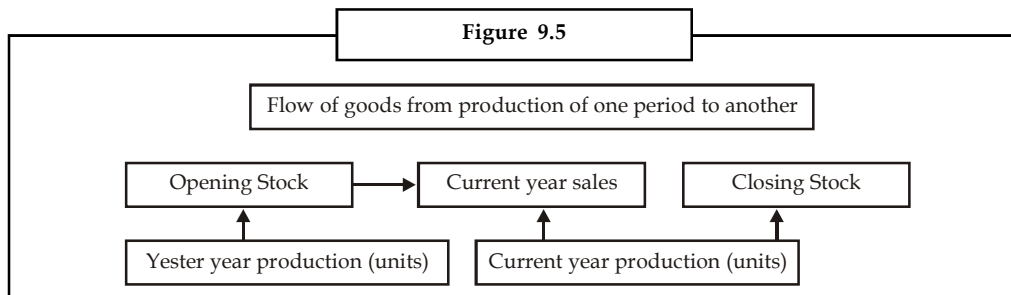 Figure 9.5
Flow of goods from production of one period to another
Opening Stock
Current year sales
Closing Stock
Yester year production (units)
Current year production (units)